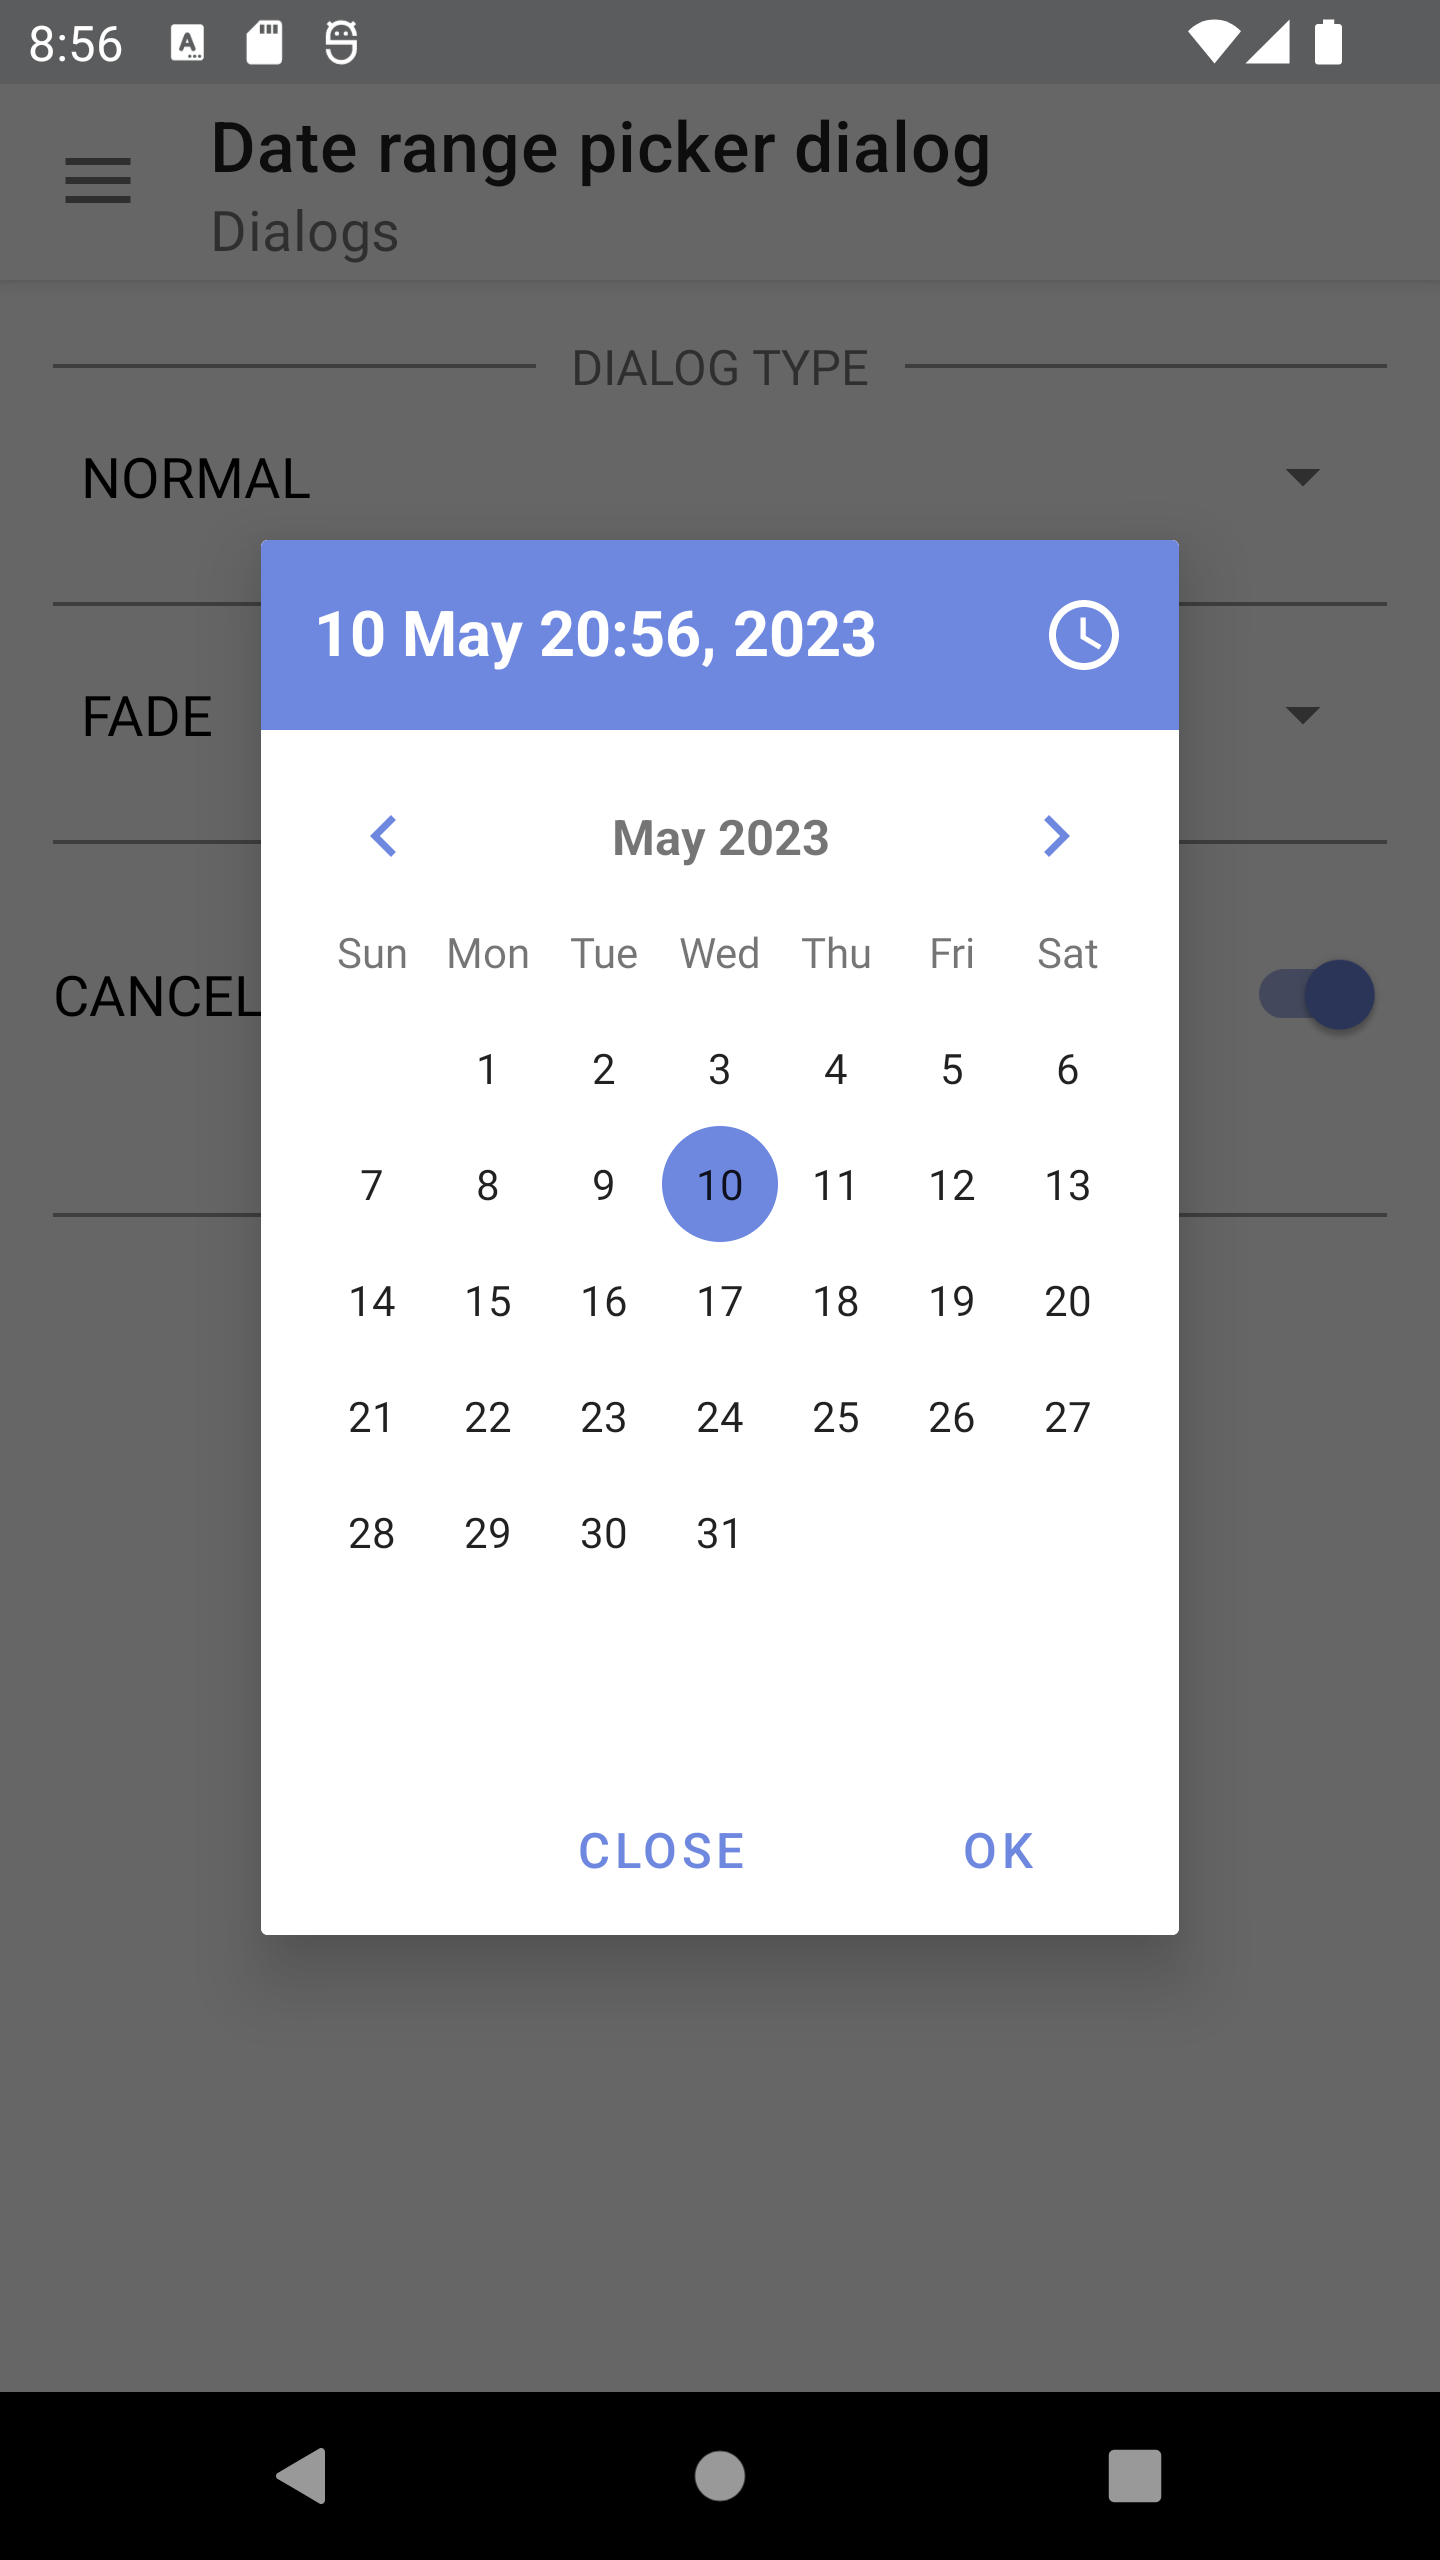 8:56
Date range picker dialog
Dialogs
DIALOG TYPE
NORMAL
10 May 20:56, 2023
FADE
May 2023
Sun Mon Tue Wed Thu Fri Sat
CANCEL
1 2 3 4 5 6
7 8 9 10 11 12 13
14 15 16 17 18 19 20
21 22 23 24 25 26 27
28 29 30 31
CLOSE OK